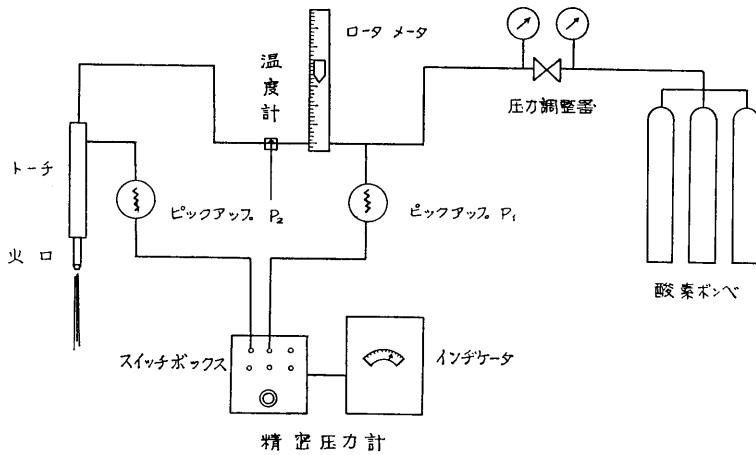 ロータ メータ
温度計
圧力調整器
トーチ
ピックアップ P₂
ピックアップ P₁
火口
酸素ボンベ
スイッチボックス
インヂケータ
精密圧力計